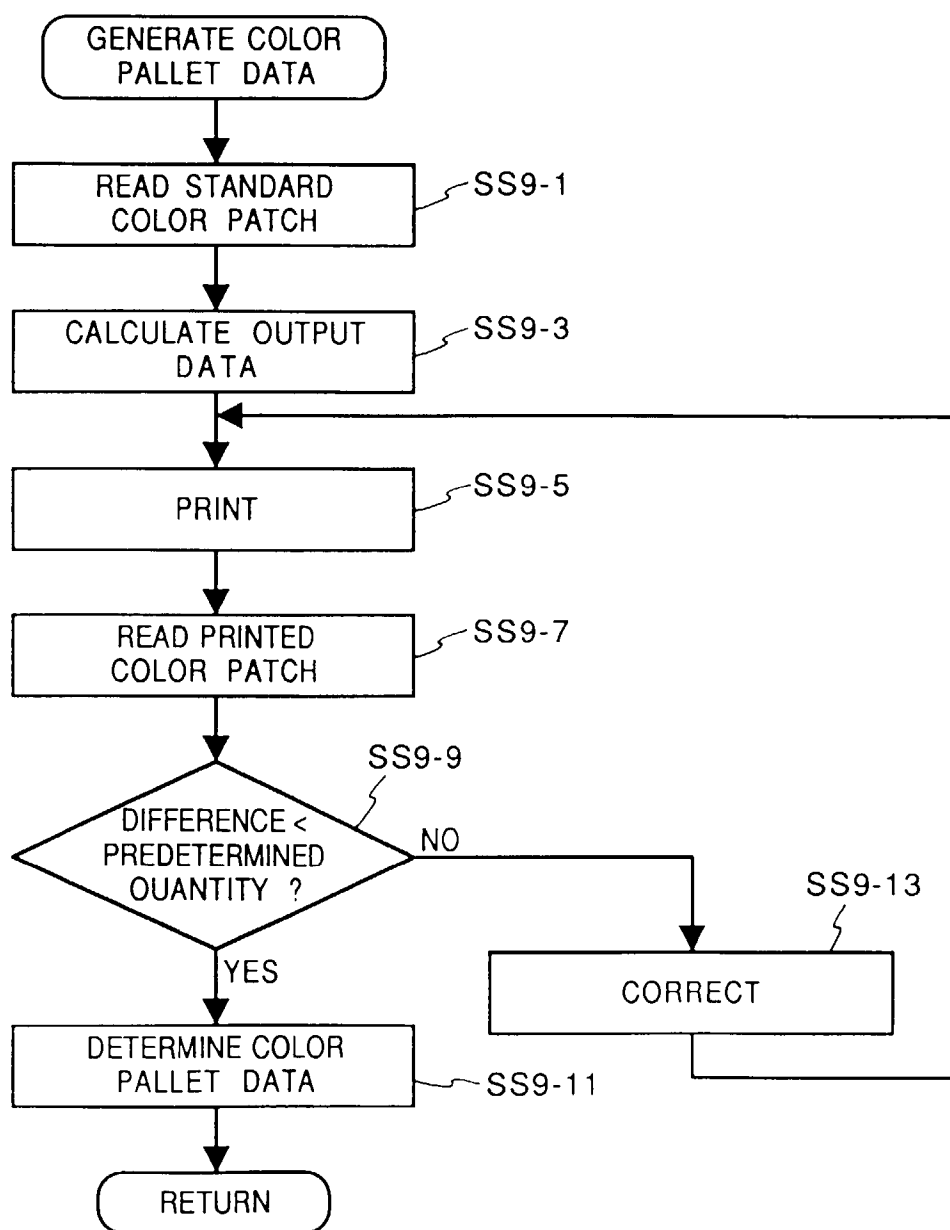 GENERATE COLOR
PALLET DATA
READ STANDARD
COLOR PATCH
SS9-1
CALCULATE OUTPUT
DATA
SS9-3
PRINT
SS9-5
READ PRINTED
COLOR PATCH
SS9-7
SS9-9
DIFFERENCE <
PREDETERMINED
QUANTITY ?
NO
SS9-13
CORRECT
YES
DETERMINE COLOR
PALLET DATA
SS9-11
RETURN